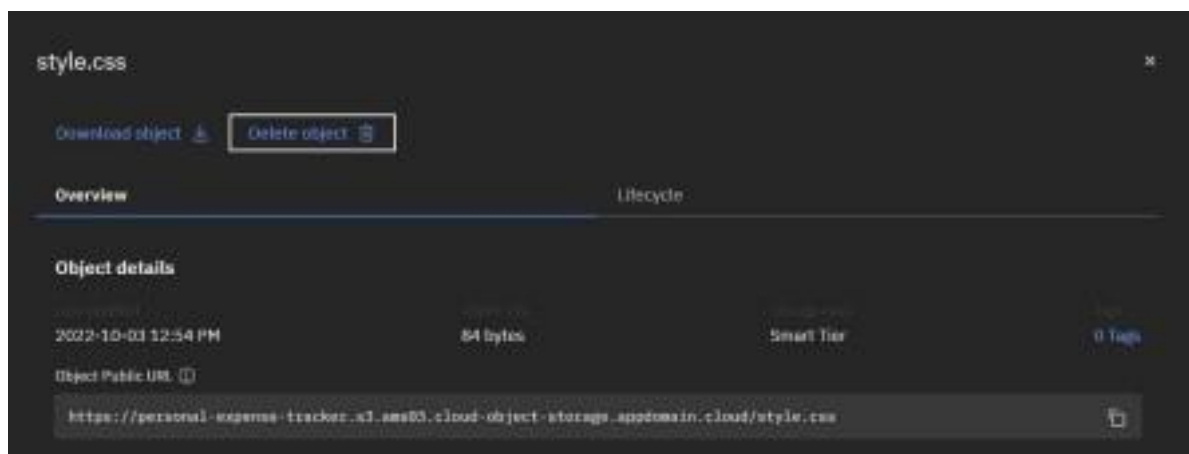 style.css
Download object
Delete object
Overview
Lifecycle
Object details
2022-10-03 12:54 PM
84 bytes
Smart Tier
0 Tags
Object Public URL
https://personal-expense-tracker.s3.ams03.cloud-object-storage.appdomain.cloud/style.css